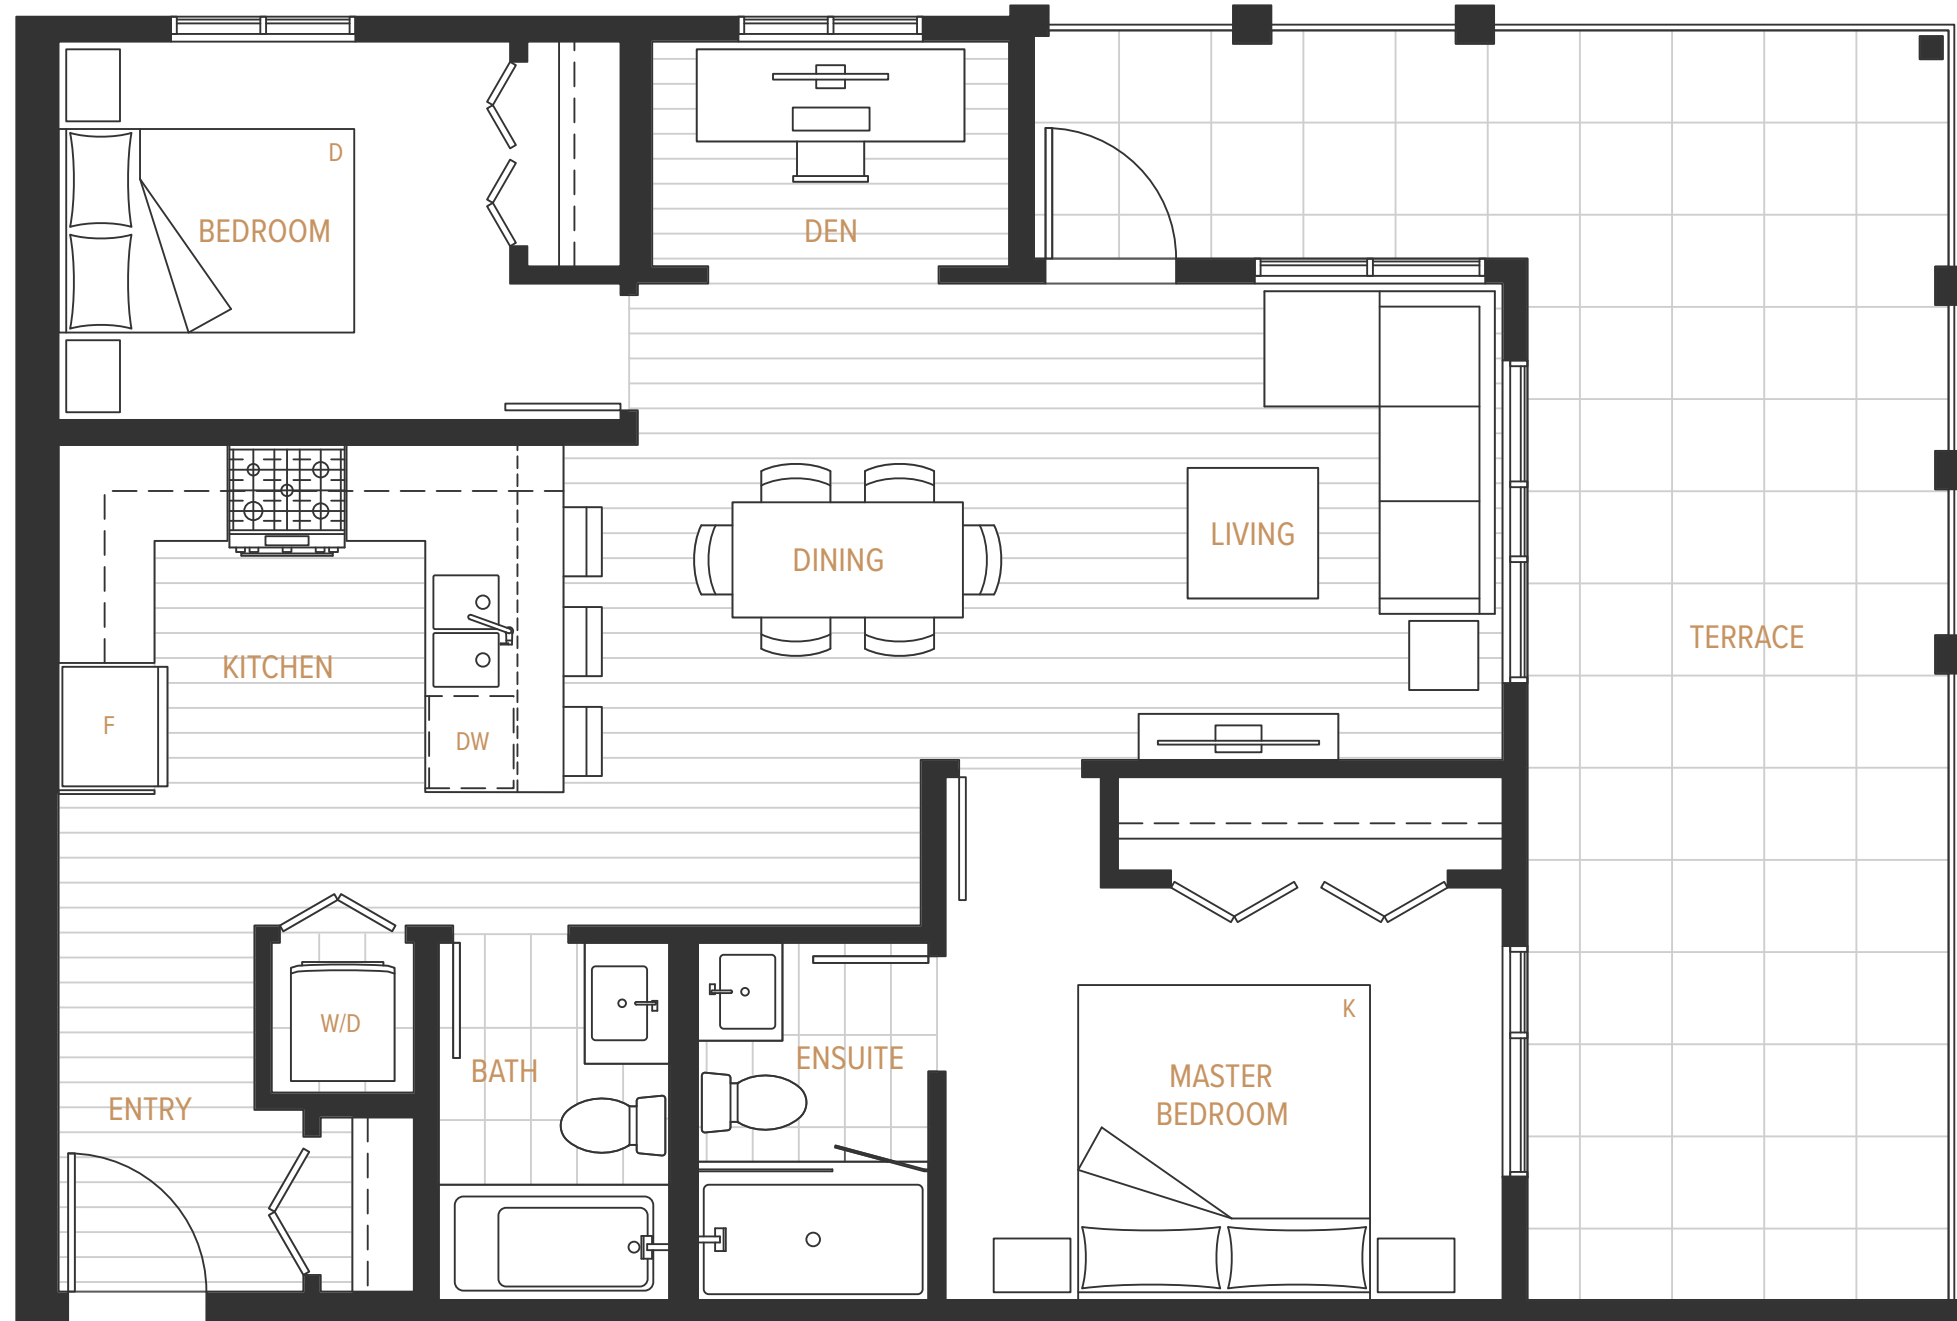 D
BEDROOM
DEN
DINING
LIVING
TERRACE
KITCHEN
F
DW
W/D
BATH
ENSUITE
ENTRY
K
MASTER
BEDROOM